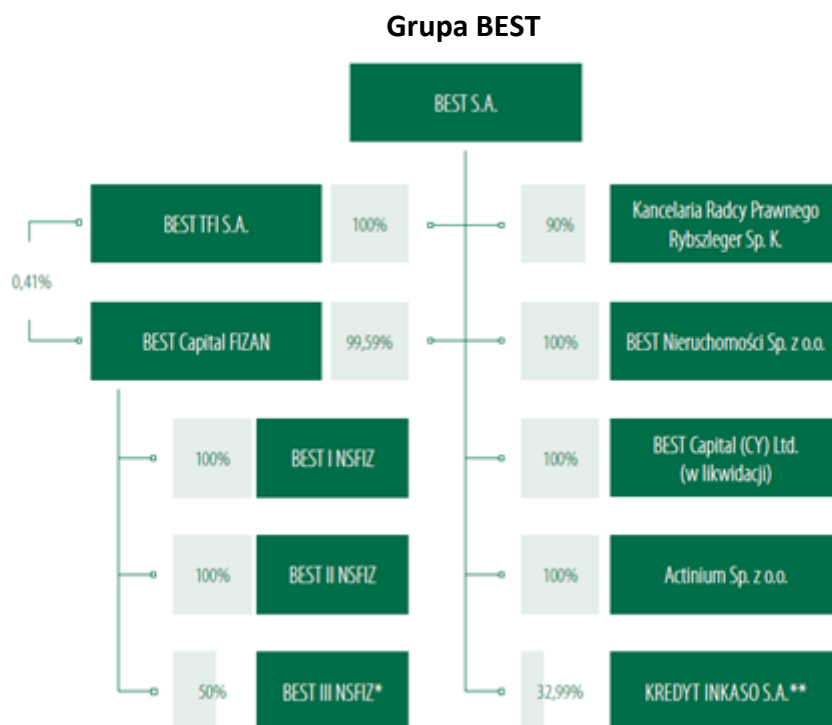 Grupa BEST
BEST S.A.
BEST TFI S.A.
100%
90%
Kancelaria Radcy Prawnego
Rybszleger Sp. K.
0,41%
BEST Capital FIZAN
99,59%
100%
BEST Nieruchomości Sp. z o.o.
100%
BEST I NSFIZ
100%
BEST Capital (CY) Ltd.
(w likwidacji)
100%
BEST II NSFIZ
100%
Actinium Sp. z o.o.
50%
BEST III NSFIZ*
32,99%
KREDYT INKASO S.A.**